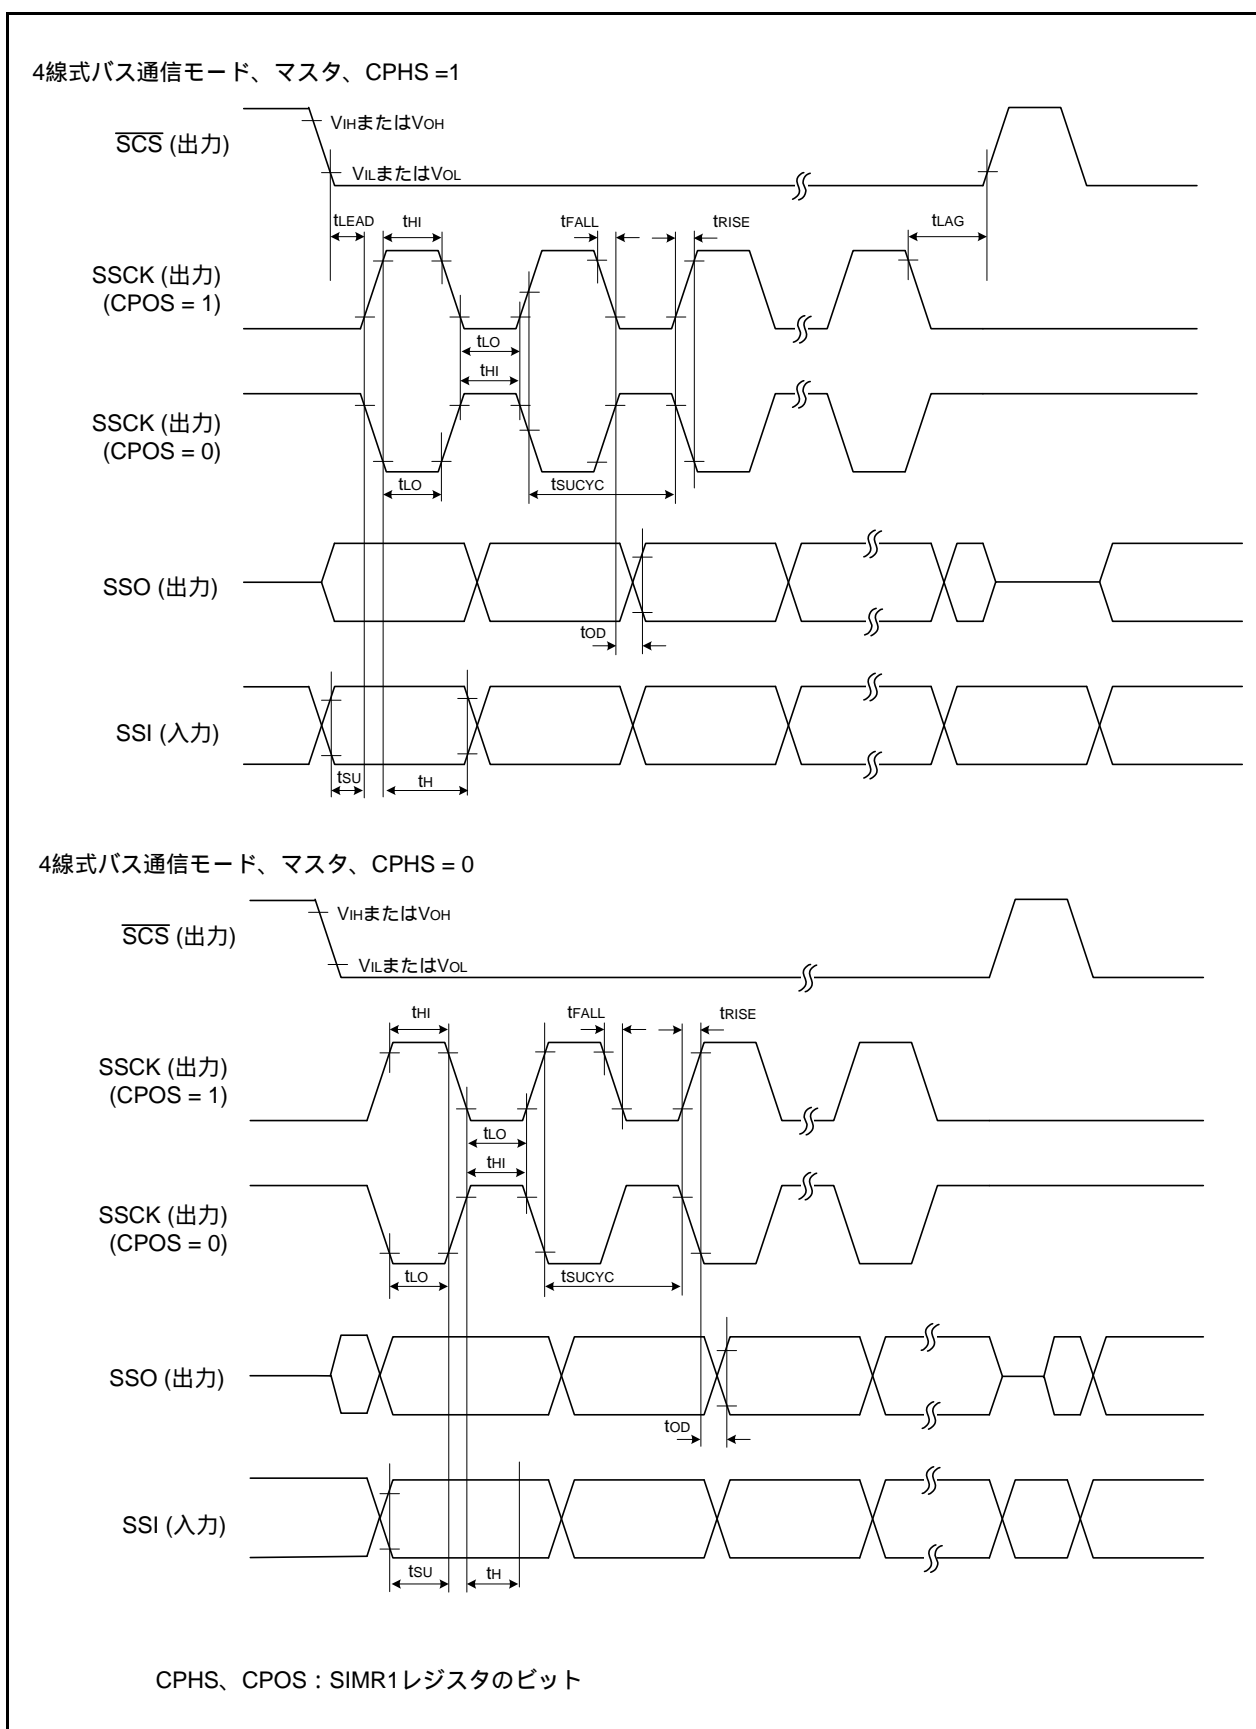 4線式バス通信モード、マスタ、CPHS =1
VIHまたはVOH
SCS (出力)
VILまたはVOL
tLEAD tHI tFALL tRISE tLAG
SSCK (出力)
(CPOS = 1)
tLO
tHI
SSCK (出力)
(CPOS = 0)
tLO tSUCYC
SSO (出力)
tOD
SSI (入力)
tSU tH
4線式バス通信モード、マスタ、CPHS = 0
VIHまたはVOH
SCS (出力)
VILまたはVOL
tHI tFALL tRISE
SSCK (出力)
(CPOS = 1)
tLO
tHI
SSCK (出力)
(CPOS = 0)
tLO tSUCYC
SSO (出力)
tOD
SSI (入力)
tSU tH
CPHS、CPOS：SIMR1レジスタのビット